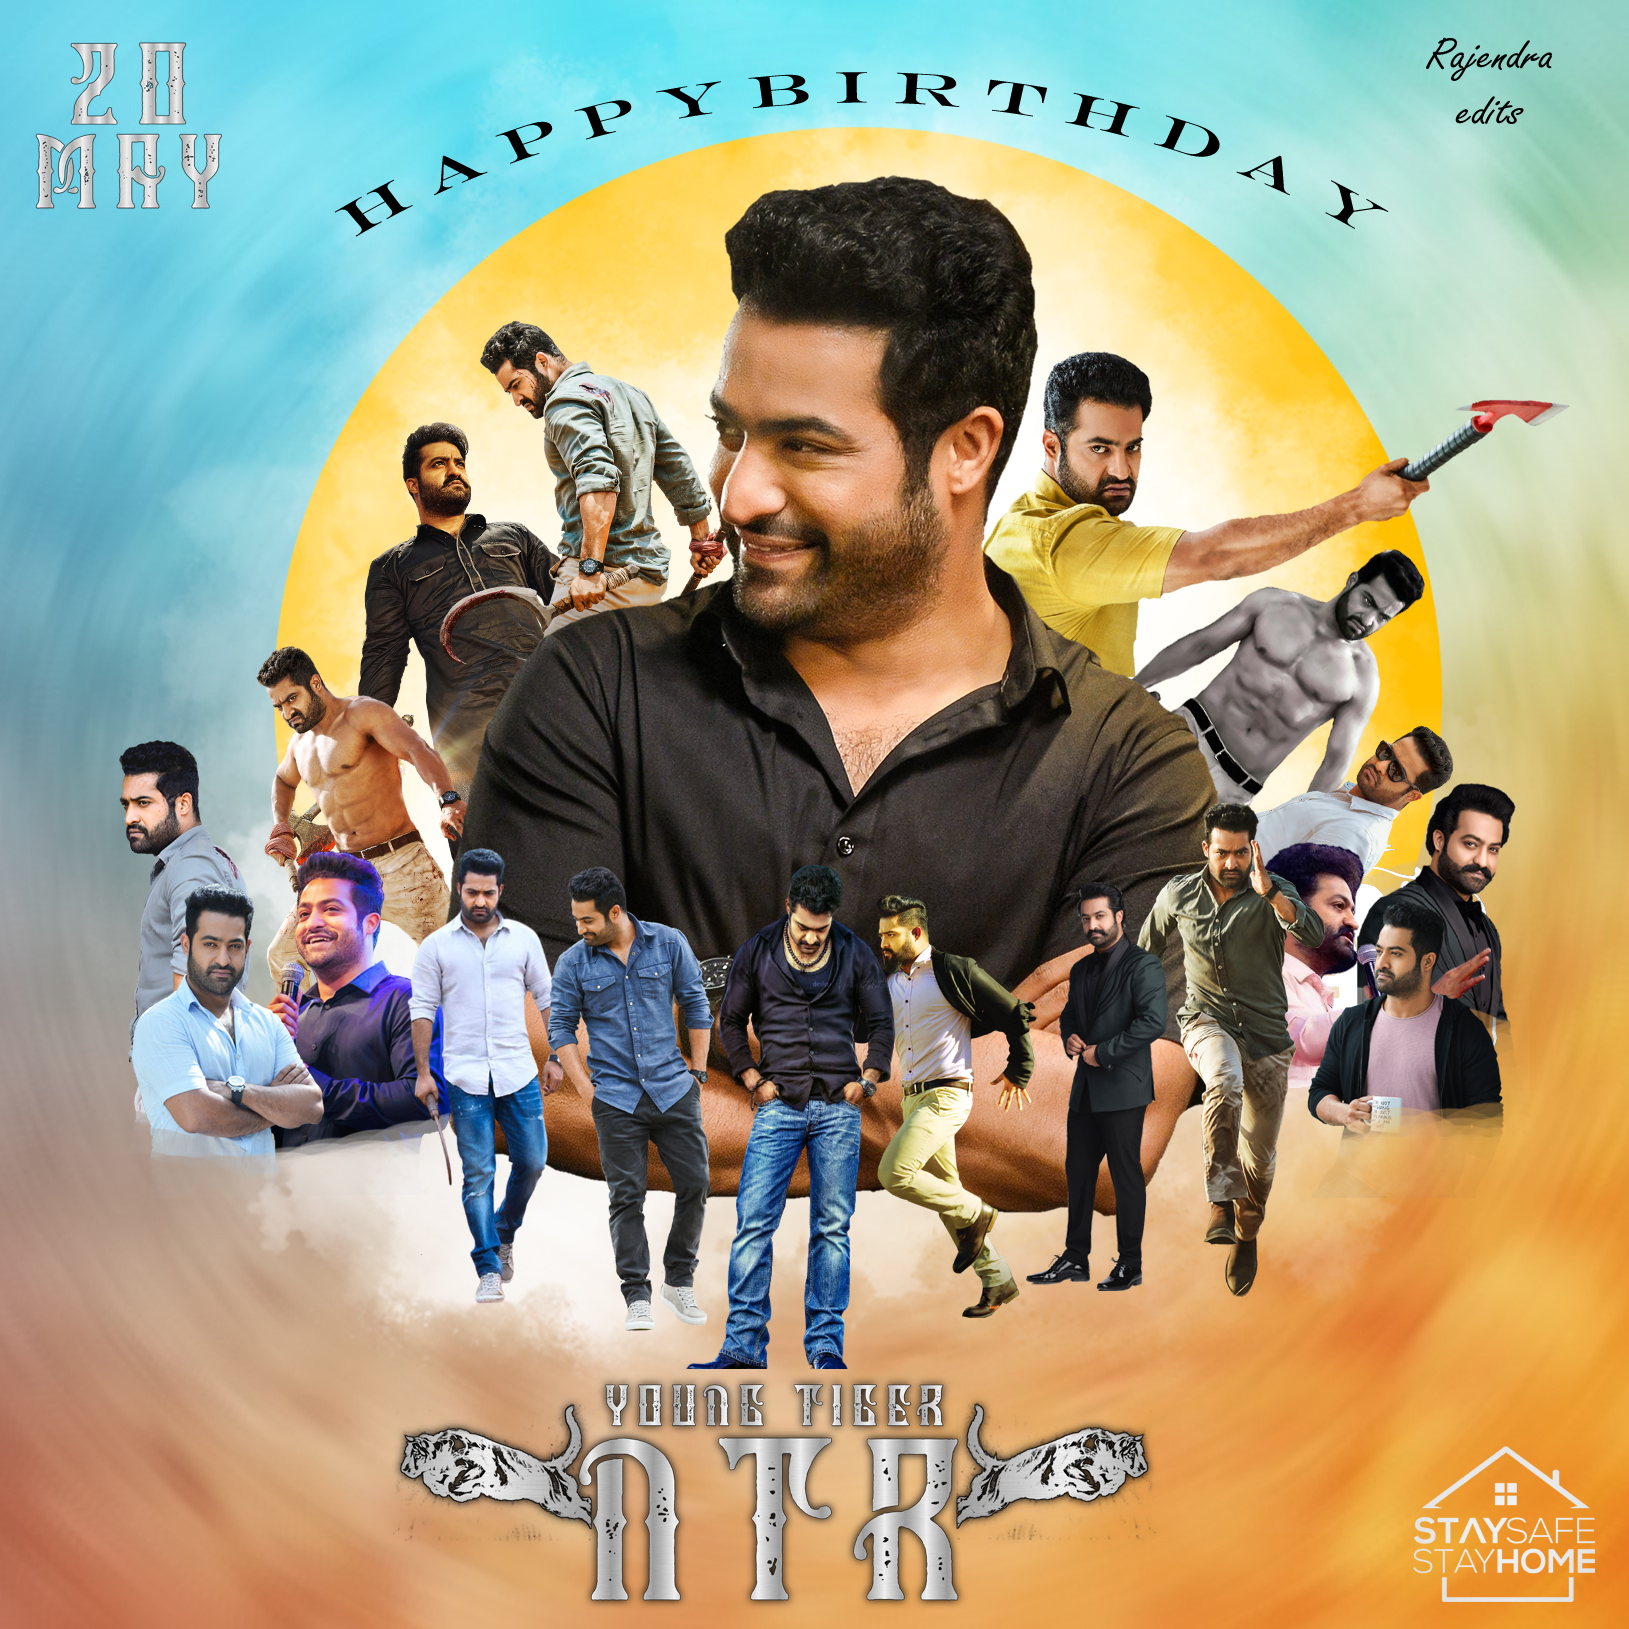 20
MAY
HAPPYBIRTHDAY
Rajendra
edits
YOUNG TIGER
NTR
STAYSAFE
STAYHOME